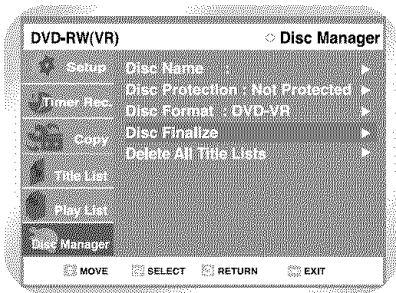 DVD-RW(VR)
Disc Manager
Setup
Timer Rec.
Copy
Title List
Play List
Disc Manager
Disc Name :
Disc Protection : Not Protected
Disc Format : DVD-VR
Disc Finalize
Delete All Title Lists
MOVE SELECT RETURN EXIT